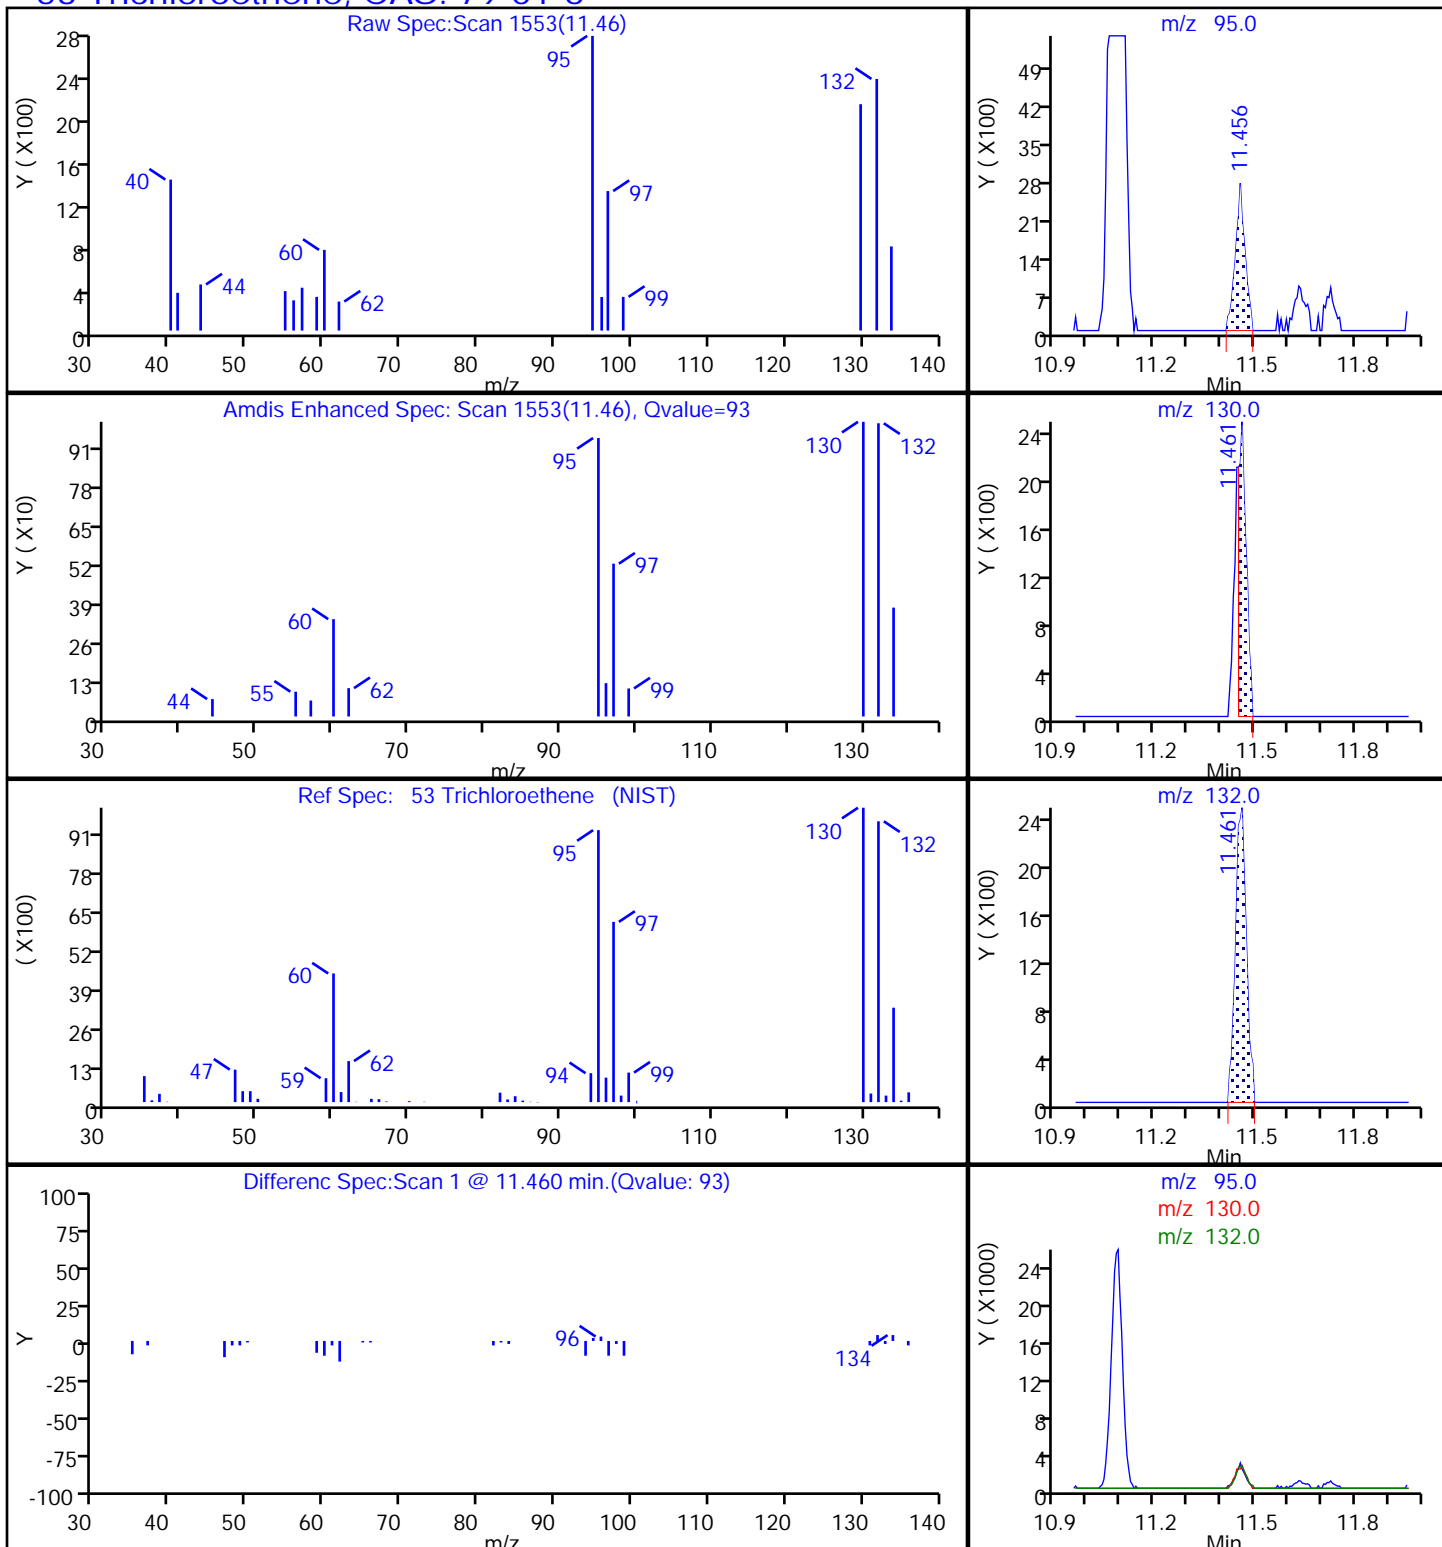 Raw Spec:Scan 1553(11.46)
Y ( X100)
28
24
20
16
12
8
4
0
40
44
60
62
95
97
99
132
30 40 50 60 70 80 90 100 110 120 130 140
m/z
m/z 95.0
Y ( X100)
49
42
35
28
21
14
7
0
11.456
10.9 11.2 11.5 11.8
Min
Amdis Enhanced Spec: Scan 1553(11.46), Qvalue=93
Y ( X10)
91
78
65
52
39
26
13
0
44
55
60
62
95
97
99
130
132
30 50 70 90 110 130
m/z
m/z 130.0
Y ( X100)
24
20
16
12
8
4
0
11.461
10.9 11.2 11.5 11.8
Min
Ref Spec: 53 Trichloroethene (NIST)
( X100)
91
78
65
52
39
26
13
0
47
59
60
62
94
95
97
99
130
132
30 50 70 90 110 130
m/z 132.0
Y ( X100)
24
20
16
12
8
4
0
11.461
10.9 11.2 11.5 11.8
Min
Differenc Spec:Scan 1 @ 11.460 min.(Qvalue: 93)
Y
100
75
50
25
0
-25
-50
-75
-100
96
134
30 40 50 60 70 80 90 100 110 120 130 140
m/z
m/z 95.0
m/z 130.0
m/z 132.0
Y ( X1000)
24
20
16
12
8
4
0
10.9 11.2 11.5 11.8
Min